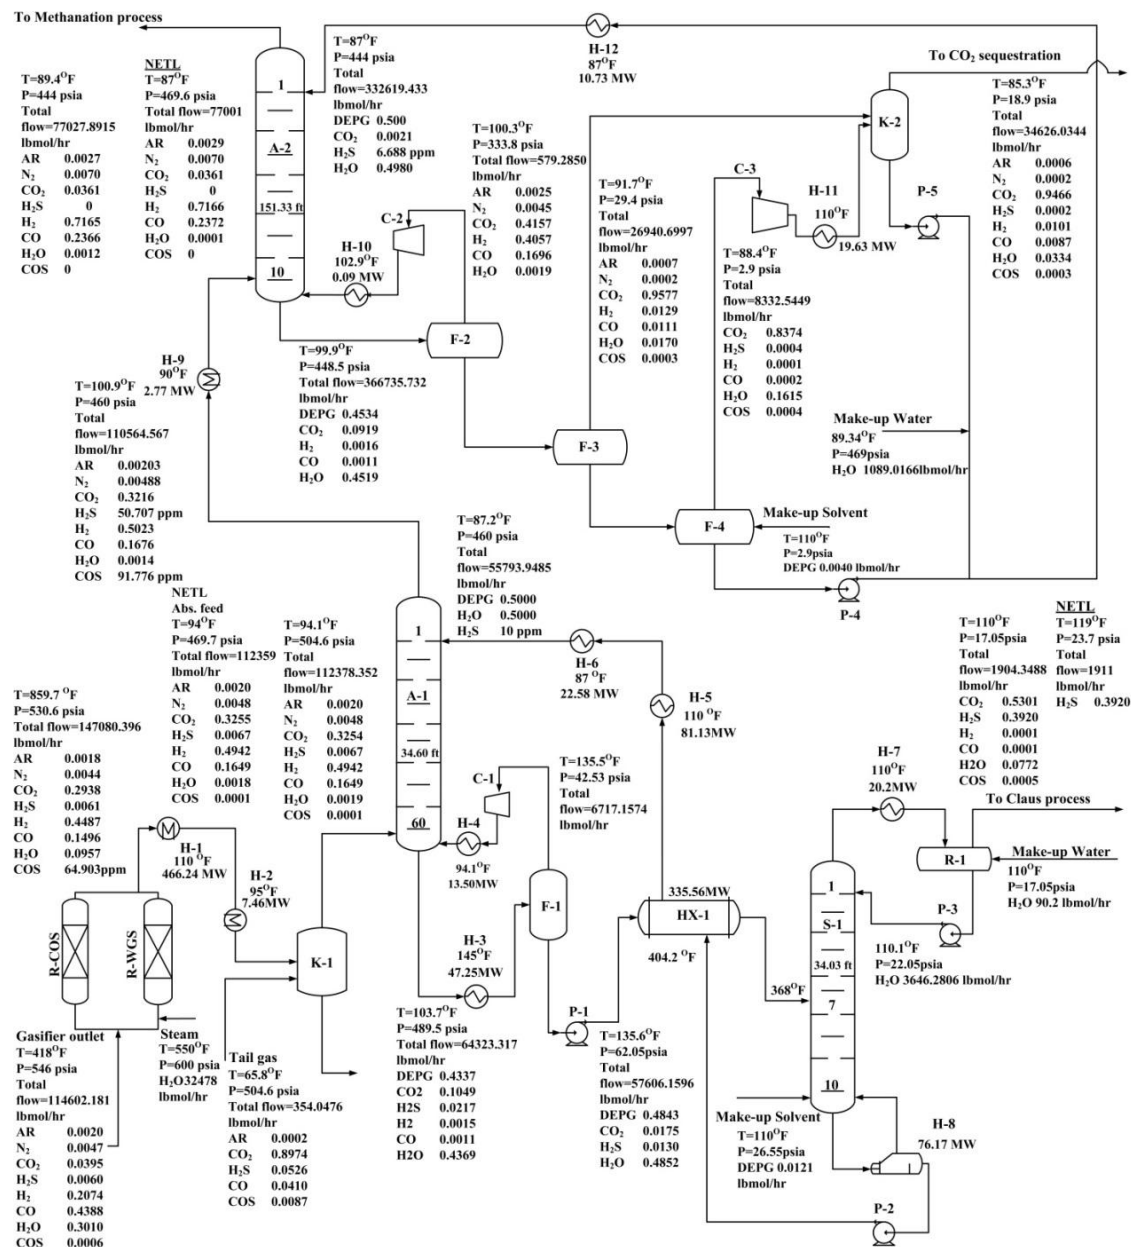 To Methanation process
T=89.4°F
P=444 psia
Total
flow=77027.8915
lbmol/hr
AR 0.0027
N₂ 0.0070
CO₂ 0.0361
H₂S 0
H₂ 0.7165
CO 0.2366
H₂O 0.0012
COS 0
NETL
T=87°F
P=469.6 psia
Total flow=77001
lbmol/hr
AR 0.0029
N₂ 0.0070
CO₂ 0.0361
H₂S 0
H₂ 0.7166
CO 0.2372
H₂O 0.0001
COS 0
1
A-2
151.33 ft
10
T=87°F
P=444 psia
Total
flow=332619.433
lbmol/hr
DEPG 0.500
CO₂ 0.0021
H₂S 6.688 ppm
H₂O 0.4980
H-12
87°F
10.73 MW
C-2
H-10
102.9°F
0.09 MW
T=100.3°F
P=333.8 psia
Total flow=579.2850
lbmol/hr
AR 0.0025
N₂ 0.0045
CO₂ 0.4157
H₂ 0.4057
CO 0.1696
H₂O 0.0019
F-2
T=99.9°F
P=448.5 psia
Total flow=366735.732
lbmol/hr
DEPG 0.4534
CO₂ 0.0919
H₂ 0.0016
CO 0.0011
H₂O 0.4519
T=91.7°F
P=29.4 psia
Total
flow=26940.6997
lbmol/hr
AR 0.0007
N₂ 0.0002
CO₂ 0.9577
H₂ 0.0129
CO 0.0111
H₂O 0.0170
COS 0.0003
F-3
C-3
H-11
110°F
19.63 MW
T=88.4°F
P=2.9 psia
Total
flow=8332.5449
lbmol/hr
CO₂ 0.8374
H₂S 0.0004
H₂ 0.0001
CO 0.0002
H₂O 0.1615
COS 0.0004
K-2
P-5
To CO₂ sequestration
T=85.3°F
P=18.9 psia
Total
flow=34626.0344
lbmol/hr
AR 0.0006
N₂ 0.0002
CO₂ 0.9466
H₂S 0.0002
H₂ 0.0101
CO 0.0087
H₂O 0.0334
COS 0.0003
Make-up Water
89.34°F
P=469psia
H₂O 1089.0166lbmol/hr
F-4
Make-up Solvent
T=110°F
P=2.9psia
DEPG 0.0040 lbmol/hr
P-4
H-9
90°F
2.77 MW
T=100.9°F
P=460 psia
Total
flow=110564.567
lbmol/hr
AR 0.00203
N₂ 0.00488
CO₂ 0.3216
H₂S 50.707 ppm
H₂ 0.5023
CO 0.1676
H₂O 0.0014
COS 91.776 ppm
NETL
Abs. feed
T=94°F
P=469.7 psia
Total flow=112359
lbmol/hr
AR 0.0020
N₂ 0.0048
CO₂ 0.3255
H₂S 0.0067
H₂ 0.4942
CO 0.1649
H₂O 0.0018
COS 0.0001
T=94.1°F
P=504.6 psia
Total
flow=112378.352
lbmol/hr
AR 0.0020
N₂ 0.0048
CO₂ 0.3254
H₂S 0.0067
H₂ 0.4942
CO 0.1649
H₂O 0.0019
COS 0.0001
1
A-1
34.60 ft
60
T=87.2°F
P=460 psia
Total
flow=55793.9485
lbmol/hr
DEPG 0.5000
H₂O 0.5000
H₂S 10 ppm
H-6
87 °F
22.58 MW
H-5
110 °F
81.13MW
T=859.7 °F
P=530.6 psia
Total flow=147080.396
lbmol/hr
AR 0.0018
N₂ 0.0044
CO₂ 0.2938
H₂S 0.0061
H₂ 0.4487
CO 0.1496
H₂O 0.0957
COS 64.903ppm
H-1
110 °F
466.24 MW
H-2
95°F
7.46MW
R-COS
R-WGS
K-1
C-1
H-4
94.1°F
13.50MW
T=135.5°F
P=42.53 psia
Total
flow=6717.1574
lbmol/hr
F-1
H-3
145°F
47.25MW
P-1
335.56MW
HX-1
404.2 °F
368°F
T=110°F
P=17.05psia
Total
flow=1904.3488
lbmol/hr
CO₂ 0.5301
H₂S 0.3920
H₂ 0.0001
CO 0.0001
H2O 0.0772
COS 0.0005
NETL
T=119°F
P=23.7 psia
Total
flow=1911
lbmol/hr
H₂S 0.3920
H-7
110°F
20.2MW
To Claus process
R-1
Make-up Water
110°F
P=17.05psia
H₂O 90.2 lbmol/hr
P-3
110.1°F
P=22.05psia
H₂O 3646.2806 lbmol/hr
1
S-1
34.03 ft
7
10
Gasifier outlet
T=418°F
P=546 psia
Total
flow=114602.181
lbmol/hr
AR 0.0020
N₂ 0.0047
CO₂ 0.0395
H₂S 0.0060
H₂ 0.2074
CO 0.4388
H₂O 0.3010
COS 0.0006
Steam
T=550°F
P=600 psia
H₂O32478
lbmol/hr
Tail gas
T=65.8°F
P=504.6 psia
Total flow=354.0476
lbmol/hr
AR 0.0002
CO₂ 0.8974
H₂S 0.0526
CO 0.0410
COS 0.0087
T=103.7°F
P=489.5 psia
Total flow=64323.317
lbmol/hr
DEPG 0.4337
CO2 0.1049
H2S 0.0217
H2 0.0015
CO 0.0011
H2O 0.4369
T=135.6°F
P=62.05psia
Total
flow=57606.1596
lbmol/hr
DEPG 0.4843
CO₂ 0.0175
H₂S 0.0130
H₂O 0.4852
Make-up Solvent
T=110°F
P=26.55psia
DEPG 0.0121
lbmol/hr
H-8
76.17 MW
P-2